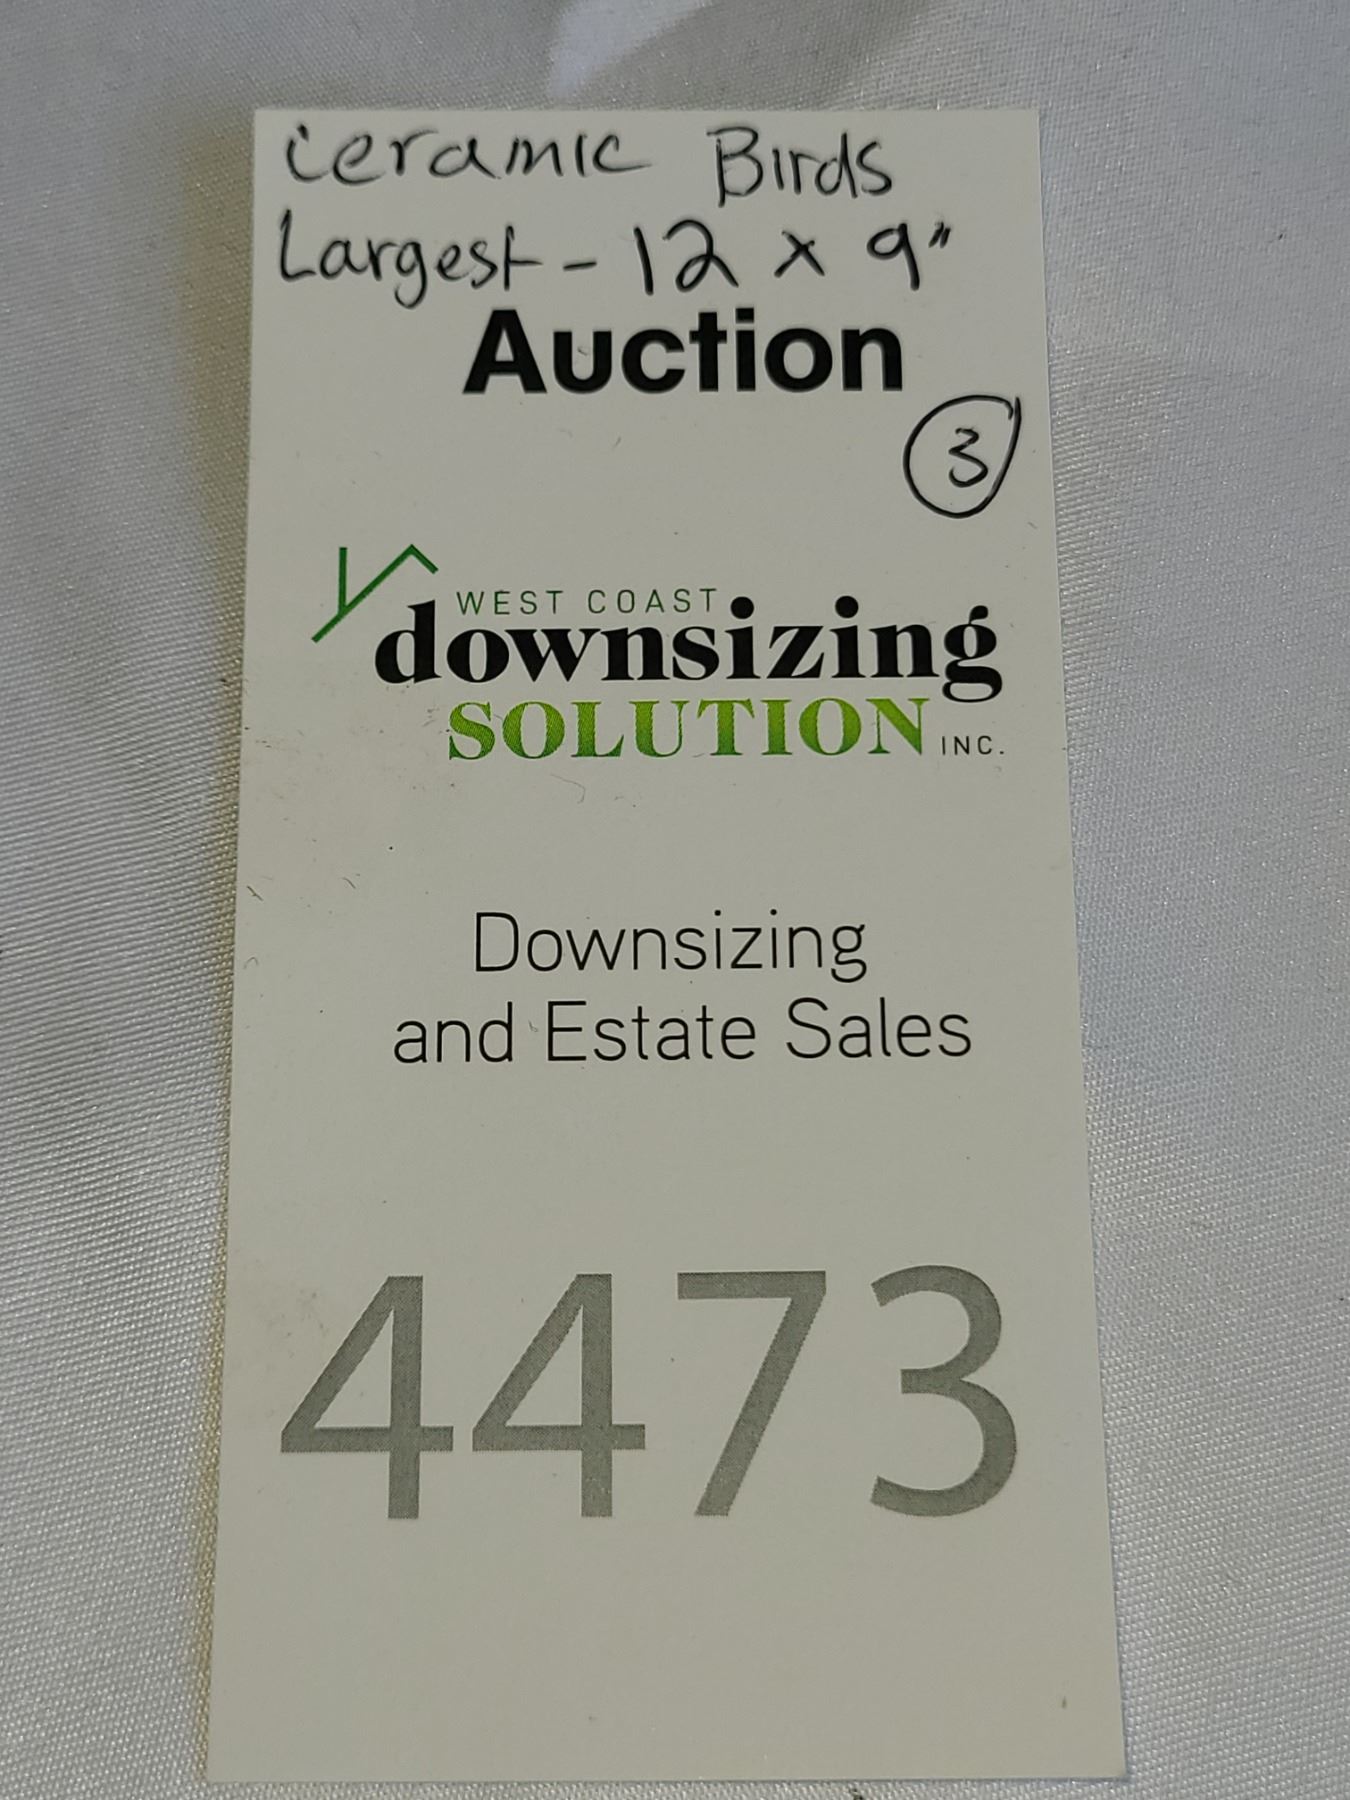 Ceramic Birds
Largest - 12 x 9"
Auction
3
WEST COAST
downsizing
SOLUTION INC.
Downsizing
and Estate Sales
4473